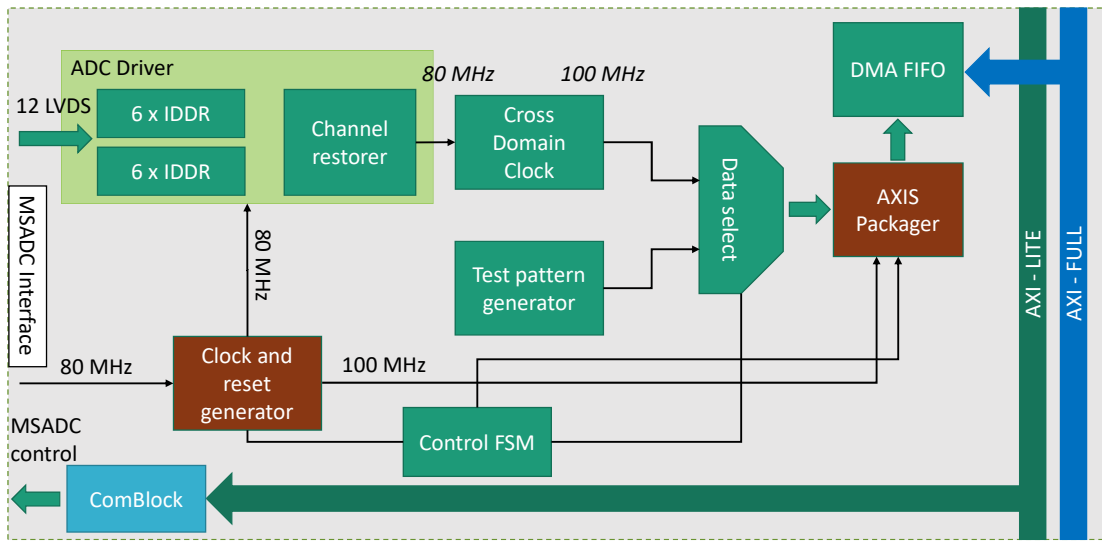 ADC Driver
80 MHz
100 MHz
DMA FIFO
12 LVDS
6 x IDDR
6 x IDDR
Channel
restorer
Cross
Domain
Clock
Data select
AXIS
Packager
MSADC Interface
80 MHz
Test pattern
generator
AXI - LITE
AXI - FULL
80 MHz
Clock and
reset
generator
100 MHz
Control FSM
MSADC
control
ComBlock